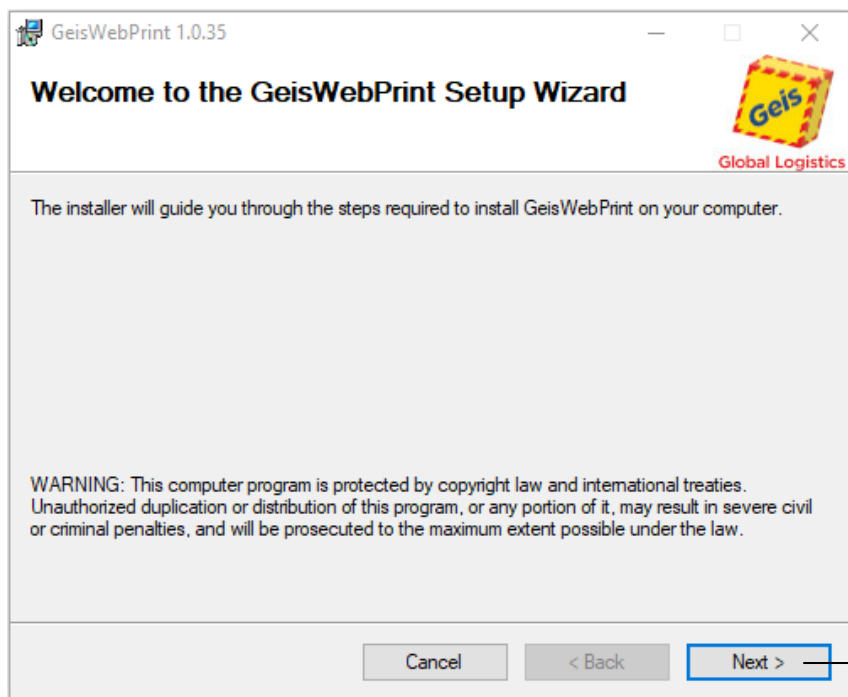 GeisWebPrint 1.0.35
Welcome to the GeisWebPrint Setup Wizard
Geis
Global Logistics
The installer will guide you through the steps required to install GeisWebPrint on your computer.
WARNING: This computer program is protected by copyright law and international treaties.
Unauthorized duplication or distribution of this program, or any portion of it, may result in severe civil
or criminal penalties, and will be prosecuted to the maximum extent possible under the law.
Cancel < Back Next >